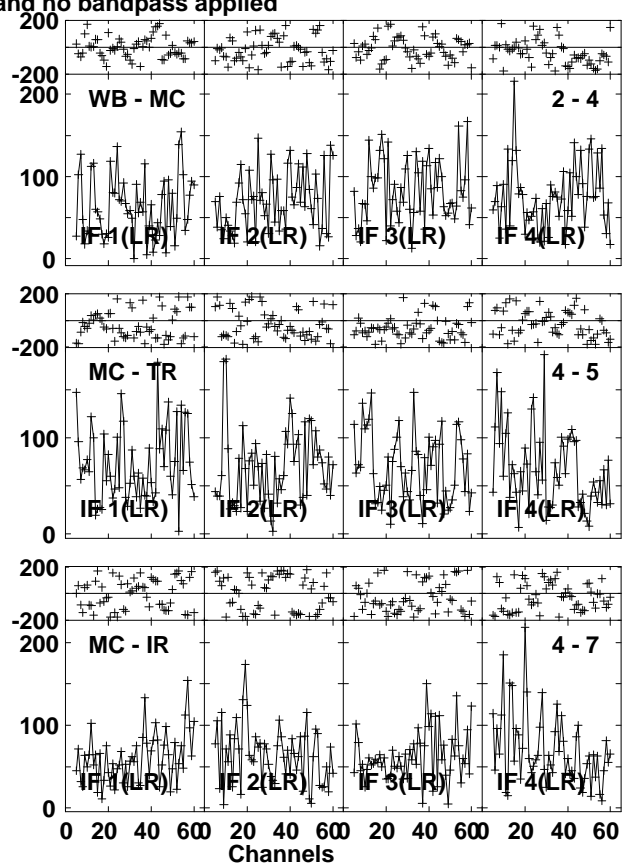 and no bandpass applied
200
-200
200
WB - MC
2 - 4
100
IF 1(LR) IF 2(LR) IF 3(LR) IF 4(LR)
0
200
-200
MC - TR
4 - 5
100
IF 1(LR) IF 2(LR) IF 3(LR) IF 4(LR)
0
200
-200
200
MC - IR
4 - 7
100
IF 1(LR) IF 2(LR) IF 3(LR) IF 4(LR)
0
0 20 40 60 0 20 40 60 0 20 40 60 0 20 40 60
Channels